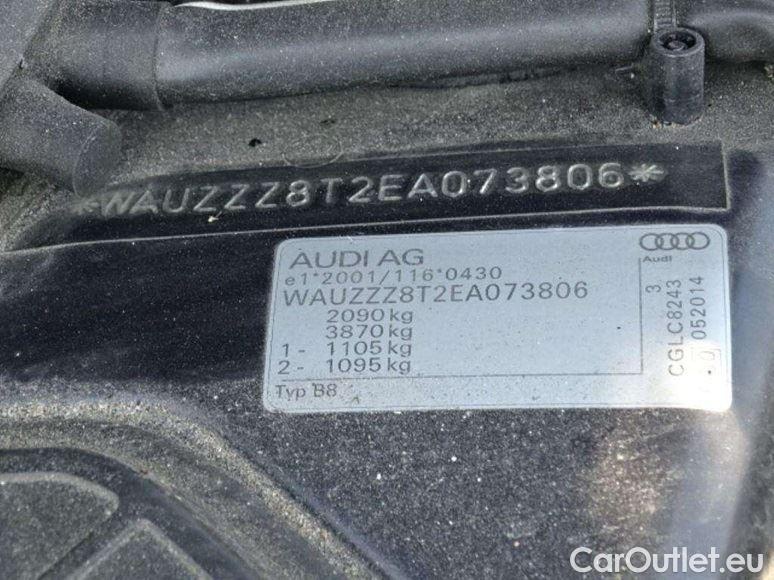 *WAUZZZ8T2EA073806*
AUDI AG
e1*2001/116*0430
WAUZZZ8T2EA073806
2090 kg
3870 kg
1 - 1105 kg
2 - 1095 kg
Typ B8
Audi
3.
CGLC8243
052014
CarOutlet.eu